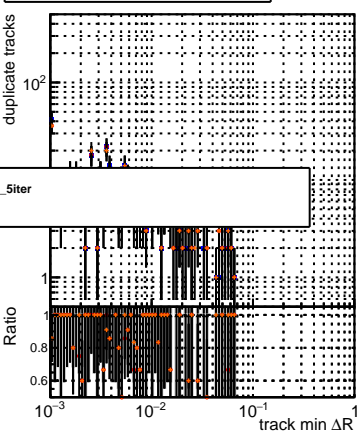 duplicate tracks
10²
_5iter
1
Ratio
1
0.8
0.6
10⁻³ 10⁻² 10⁻¹ 1
track min ΔR